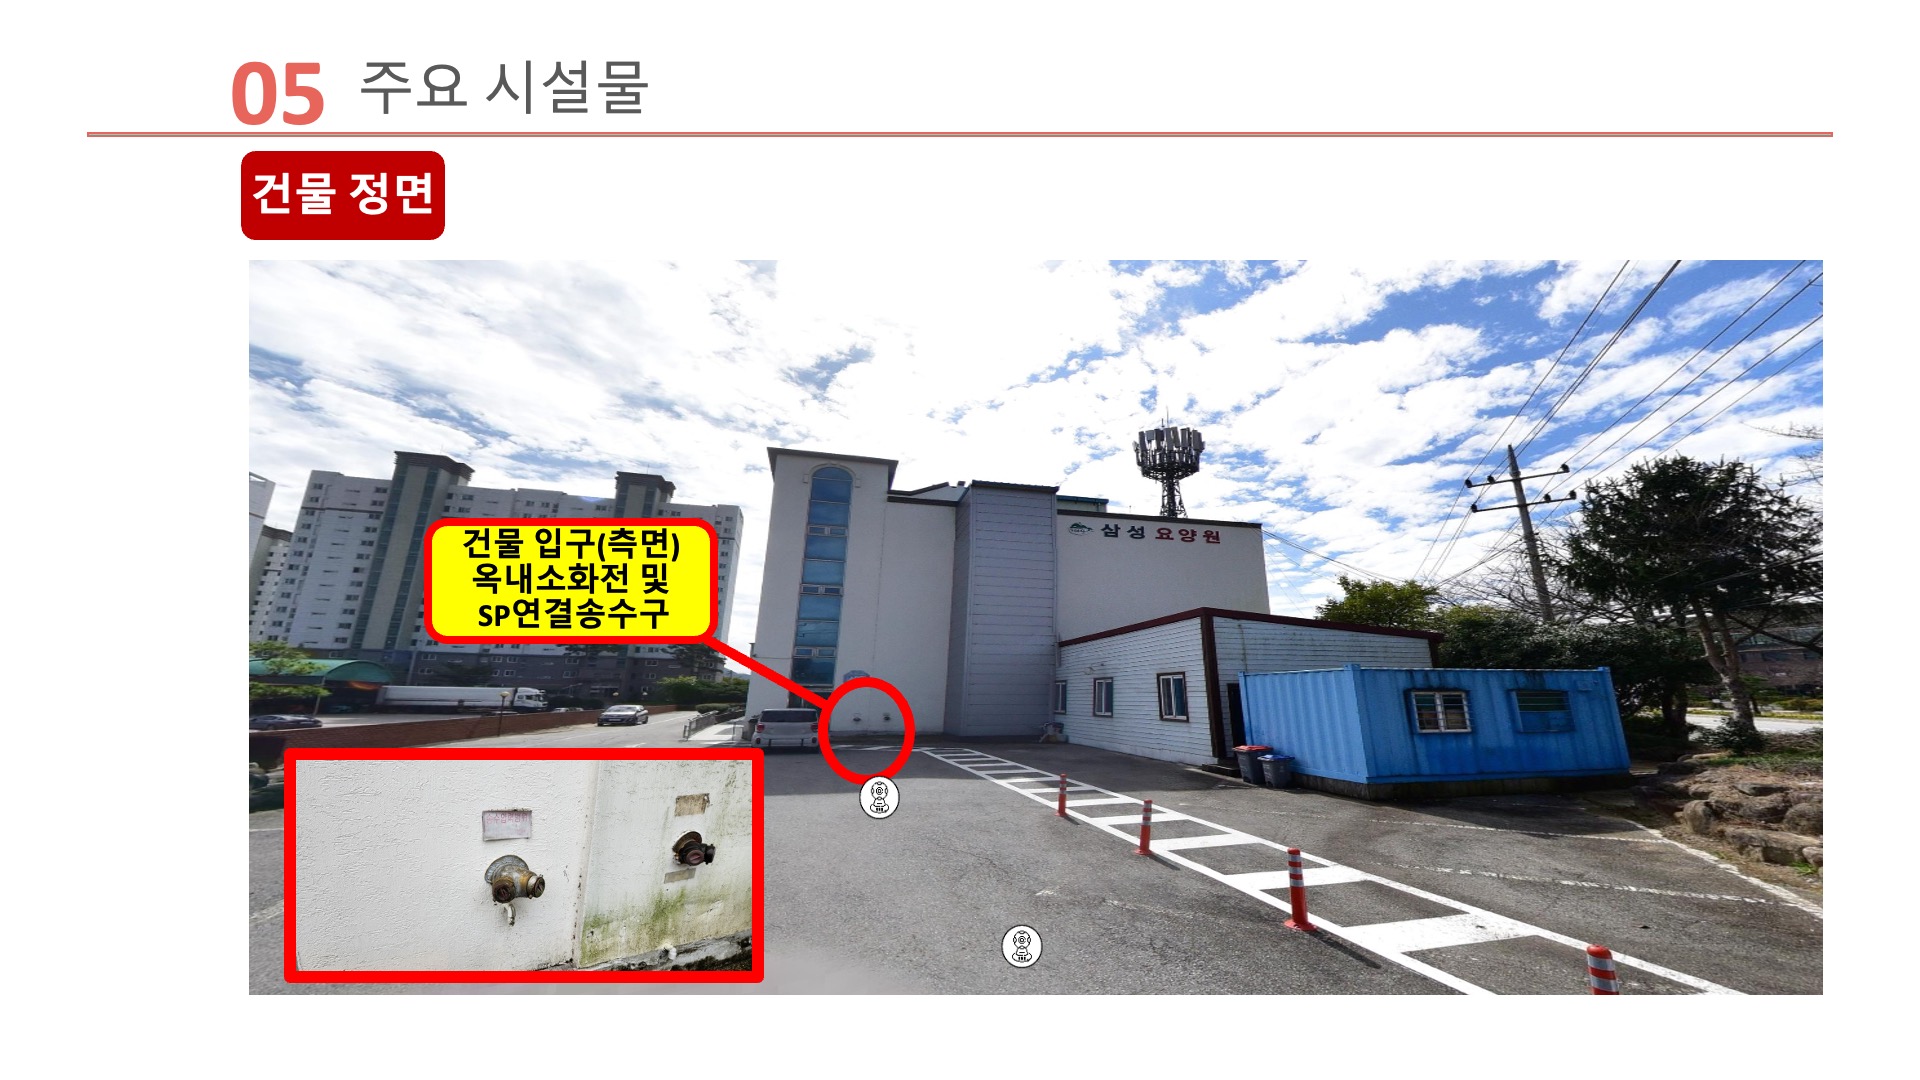 05 주요 시설물
건물 정면
삼성 요양원
건물 입구(측면)
옥내소화전 및
SP연결송수구